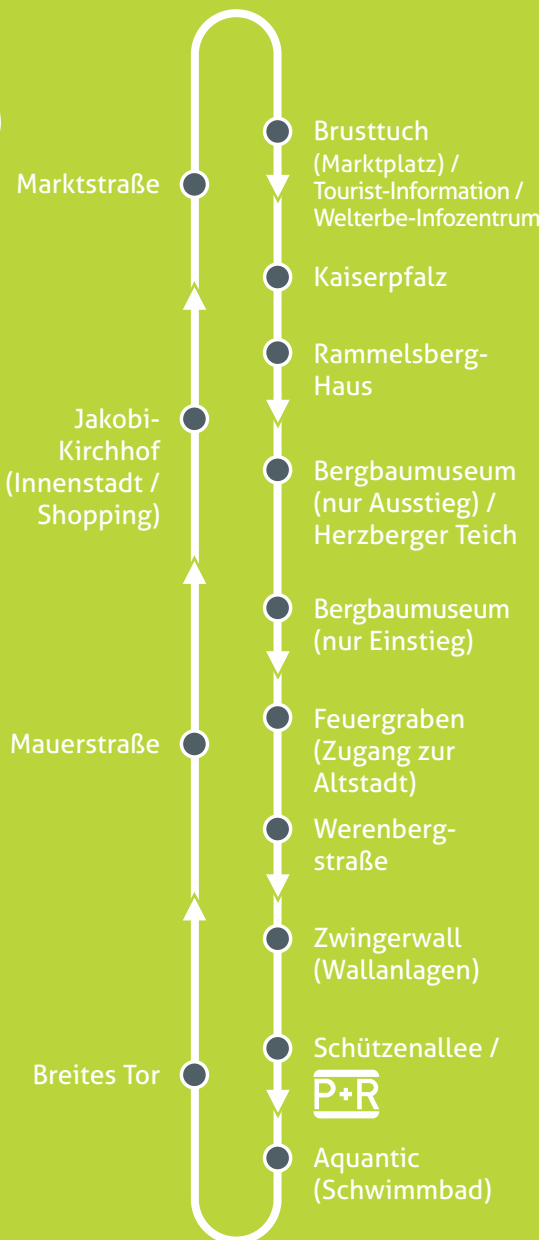 Brusttuch
(Marktplatz) /
Tourist-Information /
Welterbe-Infozentrum
Kaiserpfalz
Rammelsberg-
Haus
Bergbaumuseum
(nur Ausstieg) /
Herzberger Teich
Bergbaumuseum
(nur Einstieg)
Feuergraben
(Zugang zur
Altstadt)
Werenberg-
straße
Zwingerwall
(Wallanlagen)
Schützenallee /
P+R
Aquantic
(Schwimmbad)
Breites Tor
Mauerstraße
Jakobi-
Kirchhof
(Innenstadt /
Shopping)
Marktstraße